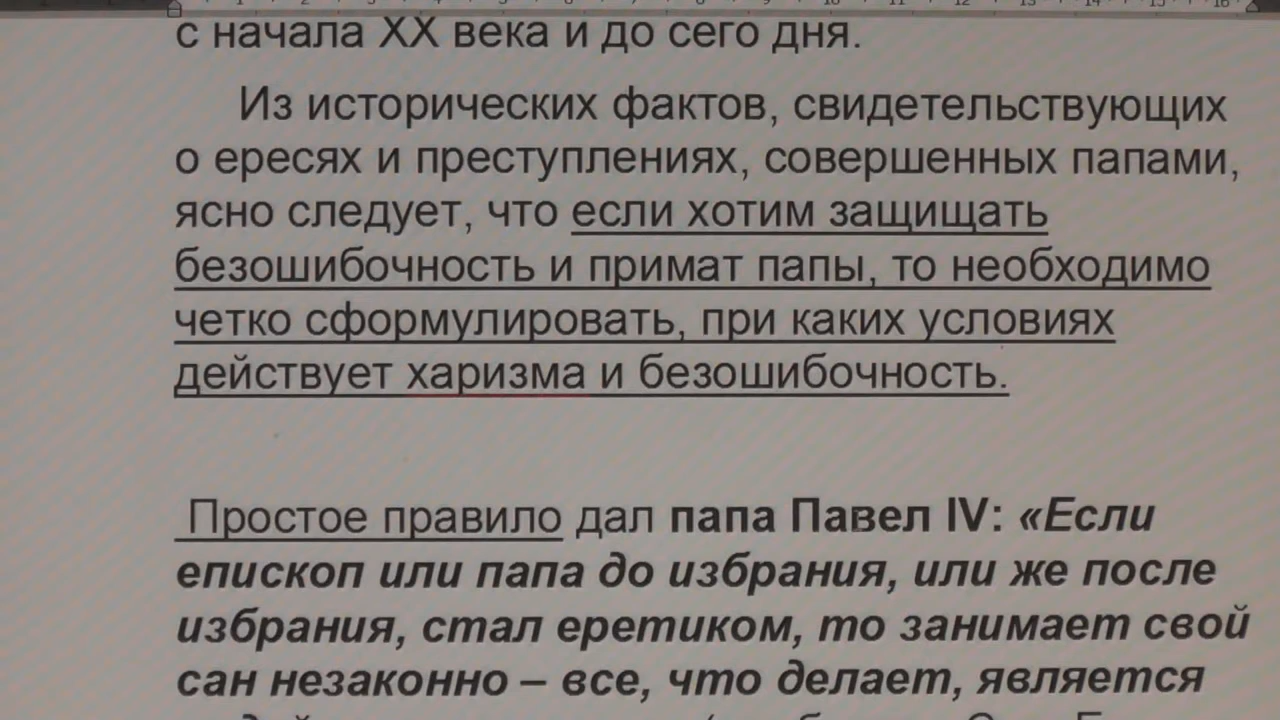 с начала XX века и до сего дня.
Из исторических фактов, свидетельствующих
о ересях и преступлениях, совершенных папами,
ясно следует, что если хотим защищать
безошибочность и примат папы, то необходимо
четко сформулировать, при каких условиях
действует харизма и безошибочность.
Простое правило дал папа Павел IV: «Если
епископ или папа до избрания, или же после
избрания, стал еретиком, то занимает свой
сан незаконно – все, что делает, является